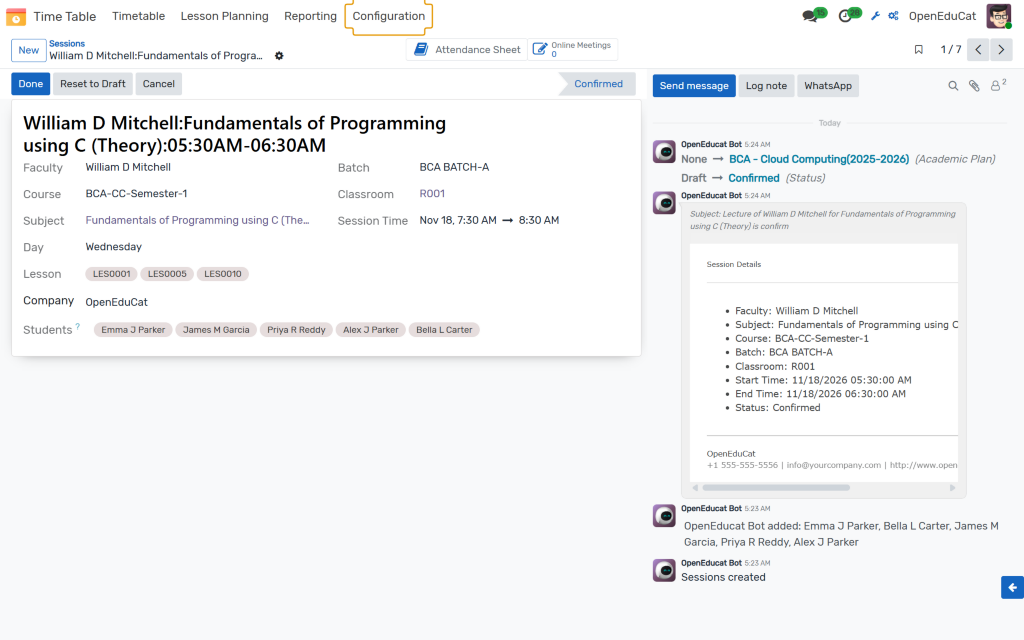 Time Table Timetable Lesson Planning Reporting Configuration 15 28 OpenEduCat
New Sessions
William D Mitchell:Fundamentals of Progra...
Attendance Sheet Online Meetings
0
1 / 7
Done Reset to Draft Cancel Confirmed
Send message Log note WhatsApp 2
William D Mitchell:Fundamentals of Programming
using C (Theory):05:30AM-06:30AM
Faculty William D Mitchell Batch BCA BATCH-A
Course BCA-CC-Semester-1 Classroom R001
Subject Fundamentals of Programming using C (The... Session Time Nov 18, 7:30 AM → 8:30 AM
Day Wednesday
Lesson LES0001 LES0005 LES0010
Company OpenEduCat
Students ? Emma J Parker James M Garcia Priya R Reddy Alex J Parker Bella L Carter
Today
OpenEducat Bot 5:24 AM
None → BCA - Cloud Computing(2025-2026) (Academic Plan)
Draft → Confirmed (Status)
OpenEducat Bot 5:24 AM
Subject: Lecture of William D Mitchell for Fundamentals of Programming
using C (Theory) is confirm
Session Details
• Faculty: William D Mitchell
• Subject: Fundamentals of Programming using C
• Course: BCA-CC-Semester-1
• Batch: BCA BATCH-A
• Classroom: R001
• Start Time: 11/18/2026 05:30:00 AM
• End Time: 11/18/2026 06:30:00 AM
• Status: Confirmed
OpenEduCat
+1 555-555-5556 | info@yourcompany.com | http://www.open
OpenEducat Bot 5:23 AM
OpenEducat Bot added: Emma J Parker, Bella L Carter, James M
Garcia, Priya R Reddy, Alex J Parker
OpenEducat Bot 5:23 AM
Sessions created